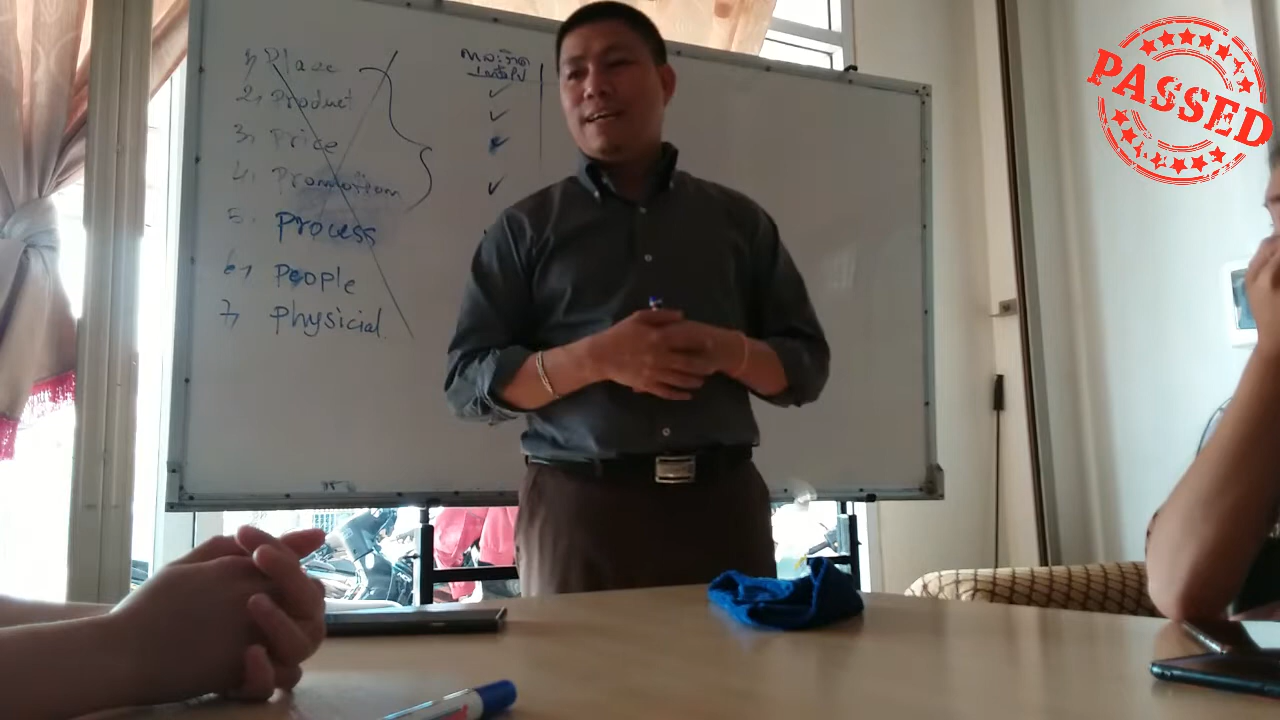 1, Place
2, Product
3, Price
4, Promotion
5. Process
6, People
7, Physicial
PASSED